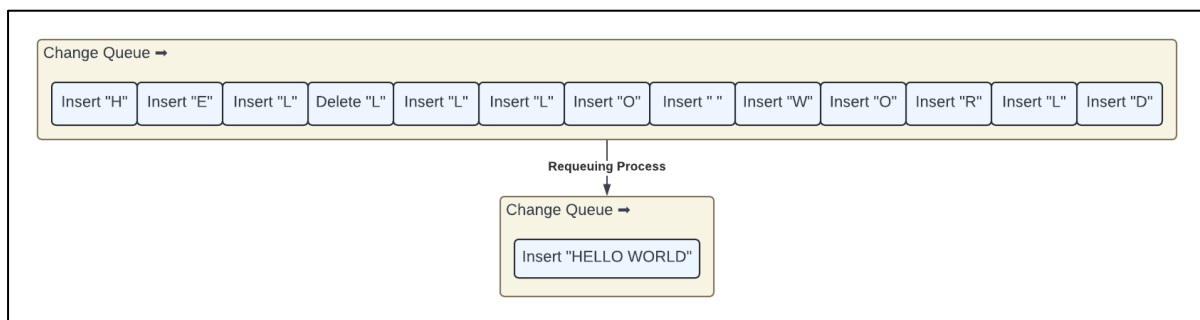 Change Queue ➡
Insert "H" Insert "E" Insert "L" Delete "L" Insert "L" Insert "L" Insert "O" Insert " " Insert "W" Insert "O" Insert "R" Insert "L" Insert "D"
Requeuing Process
Change Queue ➡
Insert "HELLO WORLD"